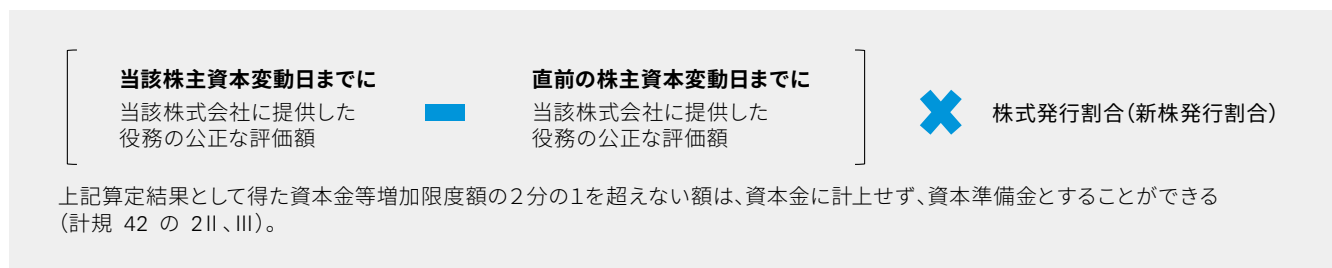 当該株主資本変動日までに
当該株式会社に提供した
役務の公正な評価額
直前の株主資本変動日までに
当該株式会社に提供した
役務の公正な評価額
株式発行割合(新株発行割合)
上記算定結果として得た資本金等増加限度額の2分の1を超えない額は、資本金に計上せず、資本準備金とすることができる
(計規 42 の 2Ⅱ、Ⅲ)。